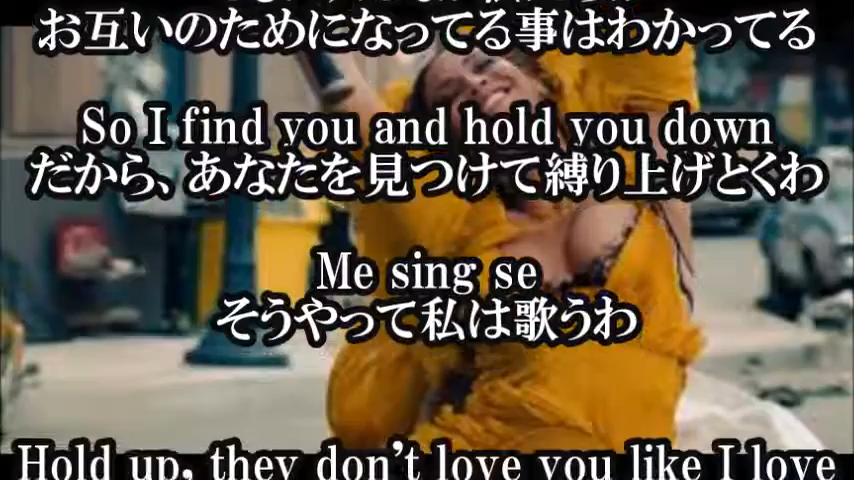 お互いのためになってる事はわかってる
So I find you and hold you down
だから、あなたを見つけて縛り上げとくわ
Me sing se
そうやって私は歌うわ
Hold up, they don't love you like I love